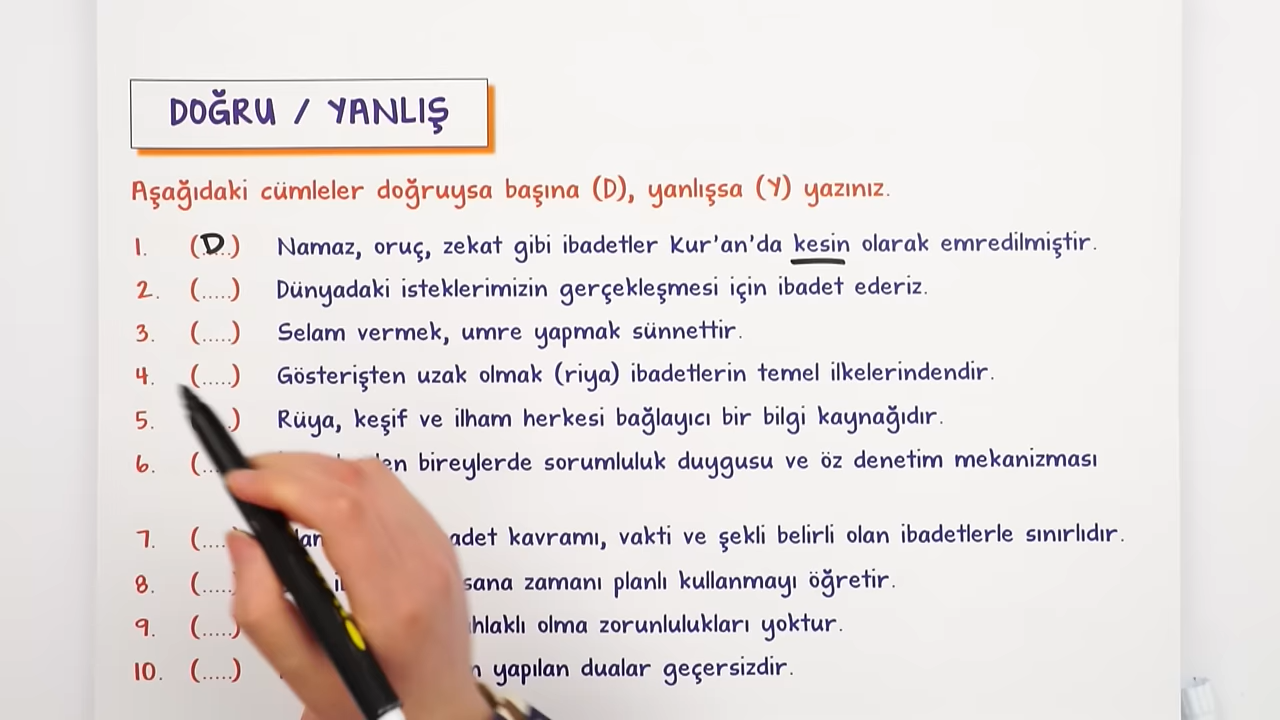 DOĞRU / YANLIŞ
Aşağıdaki cümleler doğruysa başına (D), yanlışsa (Y) yazınız.
1. (D) Namaz, oruç, zekat gibi ibadetler Kur'an'da kesin olarak emredilmiştir.
2. (.....) Dünyadaki isteklerimizin gerçekleşmesi için ibadet ederiz.
3. (.....) Selam vermek, umre yapmak sünnettir.
4. (.....) Gösterişten uzak olmak (riya) ibadetlerin temel ilkelerindendir.
5. .) Rüya, keşif ve ilham herkesi bağlayıcı bir bilgi kaynağıdır.
6. (... bireylerde sorumluluk duygusu ve öz denetim mekanizması
7. (.... kavramı, vakti ve şekli belirli olan ibadetlerle sınırlıdır.
8. (..... zamanı planlı kullanmayı öğretir.
9. (..... olma zorunlulukları yoktur.
10. (.....) yapılan dualar geçersizdir.